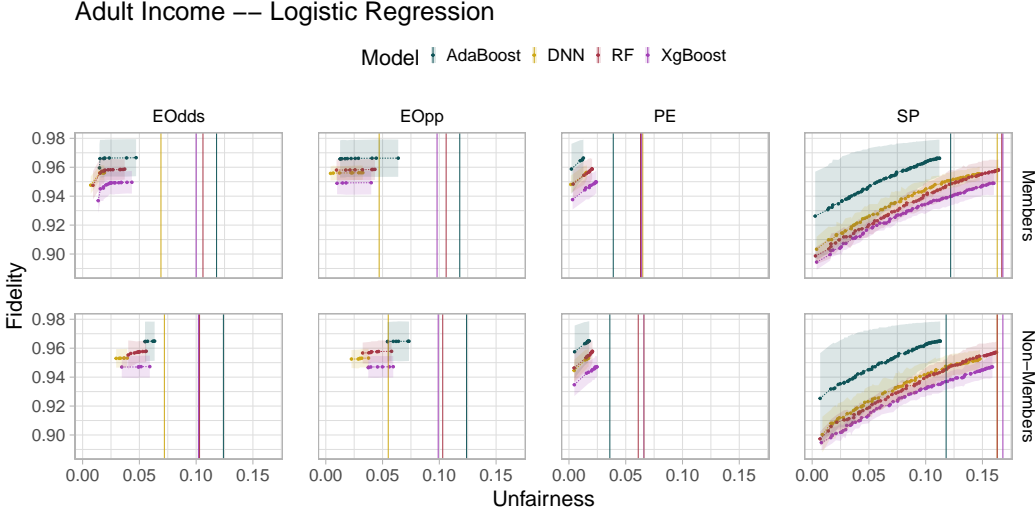 Adult Income −− Logistic Regression
Model AdaBoost DNN RF XgBoost
EOdds EOpp PE SP
0.98
0.96
0.94
0.92
0.90
Members
Fidelity
0.98
0.96
0.94
0.92
0.90
Non−Members
0.00 0.05 0.10 0.15 0.00 0.05 0.10 0.15 0.00 0.05 0.10 0.15 0.00 0.05 0.10 0.15
Unfairness